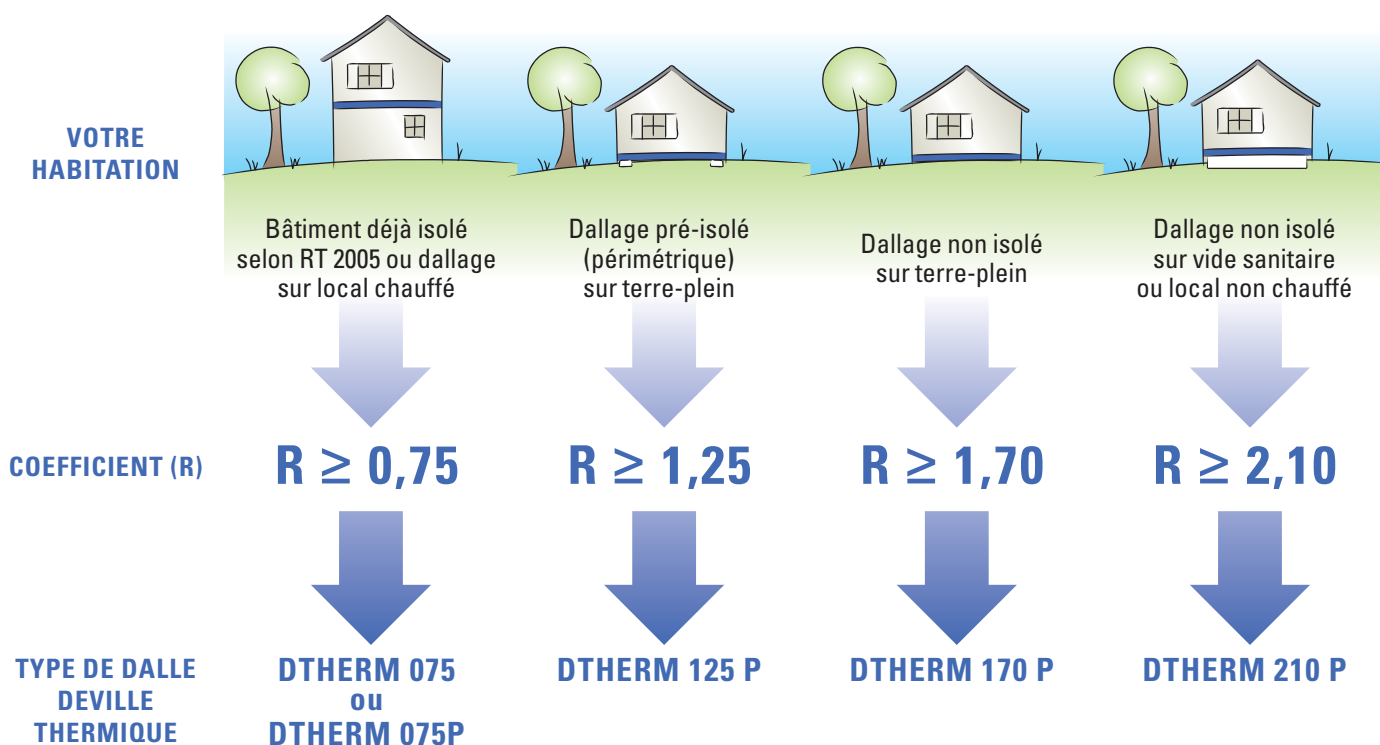 VOTRE
HABITATION
Bâtiment déjà isolé
selon RT 2005 ou dallage
sur local chauffé
Dallage pré-isolé
(périmétrique)
sur terre-plein
Dallage non isolé
sur terre-plein
Dallage non isolé
sur vide sanitaire
ou local non chauffé
COEFFICIENT (R)
R ≥ 0,75
R ≥ 1,25
R ≥ 1,70
R ≥ 2,10
TYPE DE DALLE
DEVILLE
THERMIQUE
DTHERM 075
ou
DTHERM 075P
DTHERM 125 P
DTHERM 170 P
DTHERM 210 P